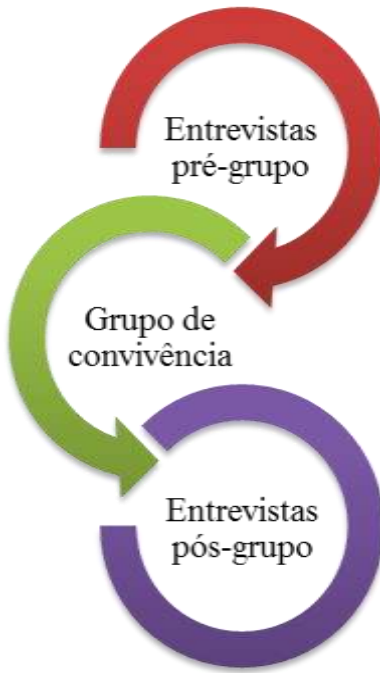 Entrevistas
pré-grupo
Grupo de
convivência
Entrevistas
pós-grupo